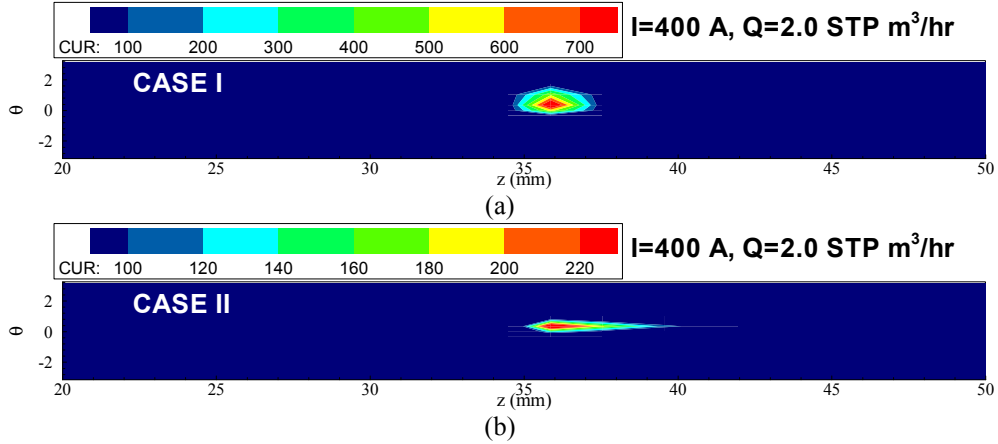 I=400 A, Q=2.0 STP m³/hr
CUR: 100 200 300 400 500 600 700
CASE I
θ
2
0
-2
20 25 30 35 40 45 50
z (mm)
(a)
I=400 A, Q=2.0 STP m³/hr
CUR: 100 120 140 160 180 200 220
CASE II
θ
2
0
-2
20 25 30 35 40 45 50
z (mm)
(b)